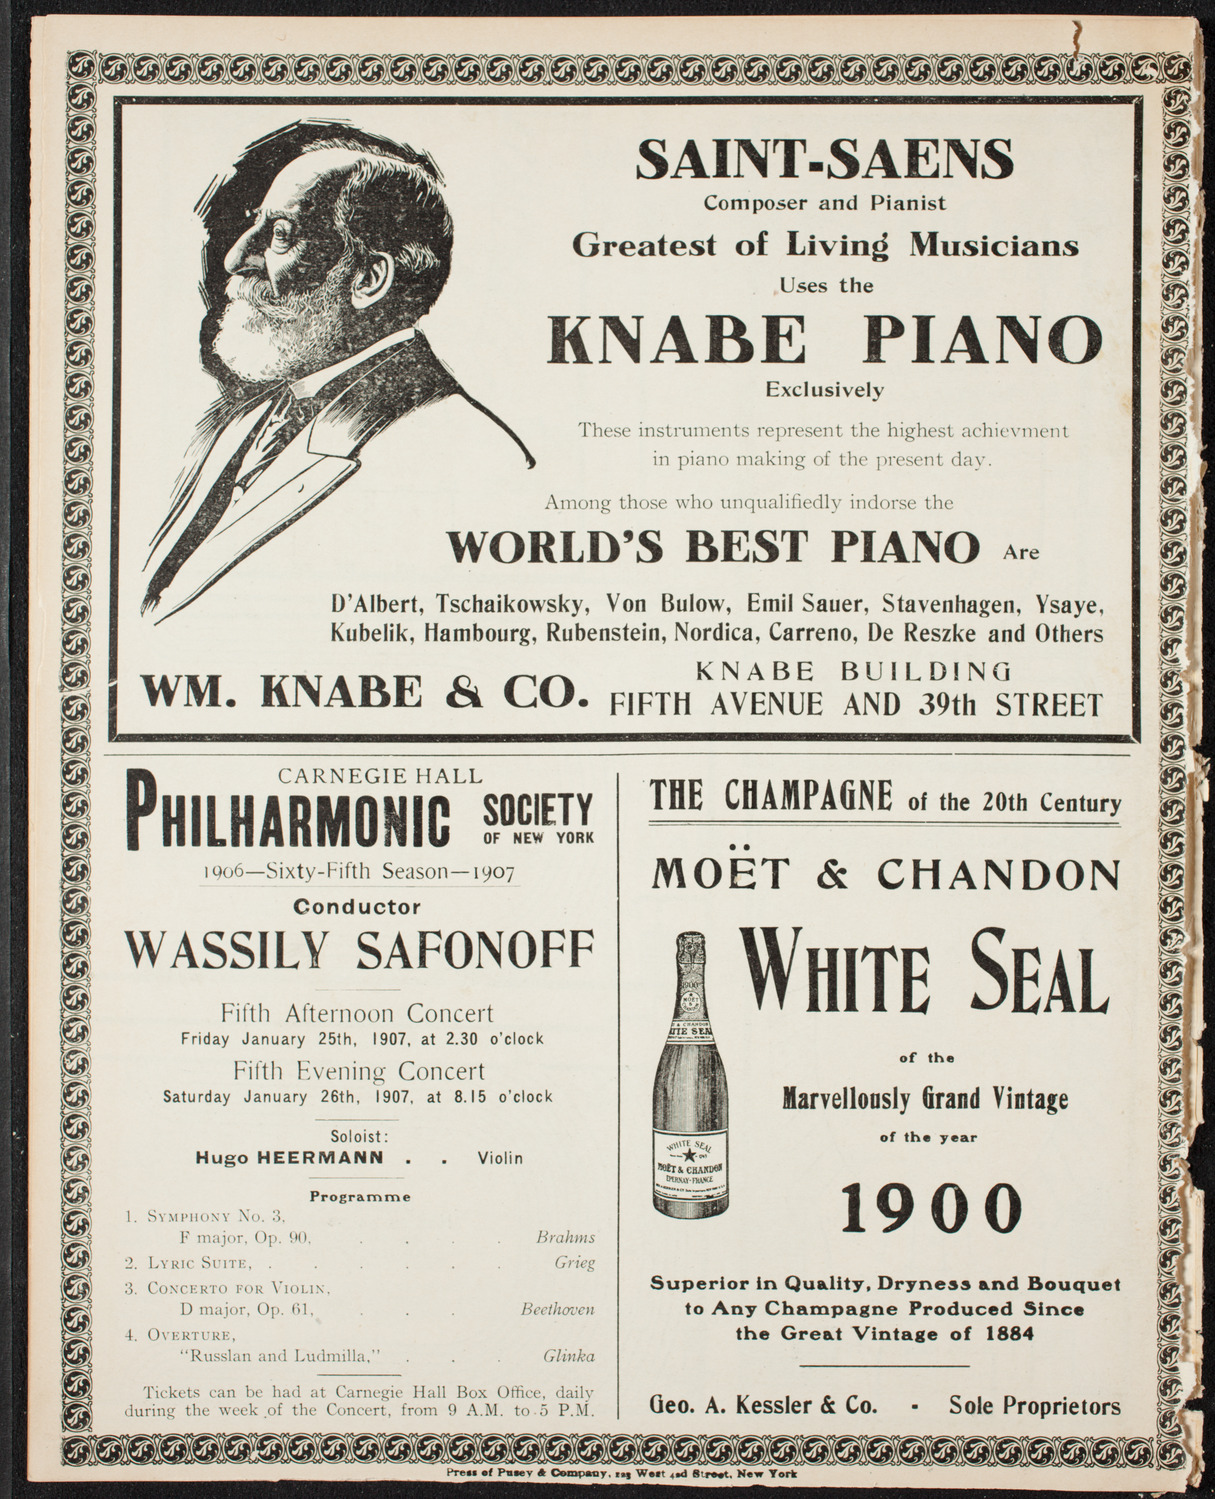 SAINT-SAENS
Composer and Pianist
Greatest of Living Musicians
Uses the
KNABE PIANO
Exclusively
These instruments represent the highest achievment
in piano making of the present day.
Among those who unqualifiedly indorse the
WORLD'S BEST PIANO Are
D'Albert, Tschaikowsky, Von Bulow, Emil Sauer, Stavenhagen, Ysaye,
Kubelik, Hambourg, Rubenstein, Nordica, Carreno, De Reszke and Others
WM. KNABE & CO.
KNABE BUILDING
FIFTH AVENUE AND 39th STREET
CARNEGIE HALL
PHILHARMONIC SOCIETY
OF NEW YORK
1906—Sixty-Fifth Season—1907
Conductor
WASSILY SAFONOFF
Fifth Afternoon Concert
Friday January 25th, 1907, at 2.30 o'clock
Fifth Evening Concert
Saturday January 26th, 1907, at 8.15 o'clock
Soloist:
Hugo HEERMANN . . Violin
Programme
1. SYMPHONY NO. 3,
F major, Op. 90, . . . . Brahms
2. LYRIC SUITE, . . . . . . Grieg
3. CONCERTO FOR VIOLIN,
D major, Op. 61, . . . Beethoven
4. OVERTURE,
"Russlan and Ludmilla," . . . Glinka
Tickets can be had at Carnegie Hall Box Office, daily
during the week of the Concert, from 9 A.M. to 5 P.M.
THE CHAMPAGNE of the 20th Century
MOËT & CHANDON
WHITE SEAL
of the
Marvellously Grand Vintage
of the year
1900
1900
MOËT
WHITE SEAL
MOËT & CHANDON
EPERNAY-FRANCE
Superior in Quality, Dryness and Bouquet
to Any Champagne Produced Since
the Great Vintage of 1884
Geo. A. Kessler & Co. - Sole Proprietors
Press of Pusey & Company, 123 West 42d Street, New York